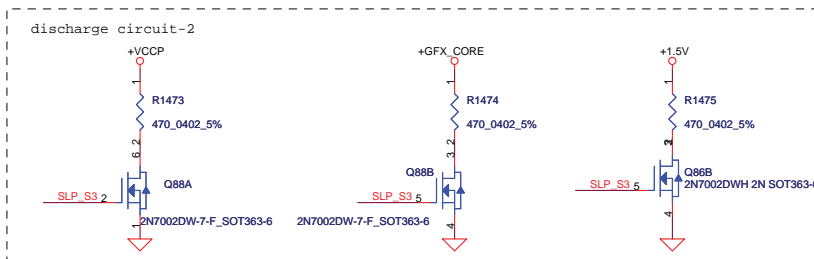 discharge circuit-2
+VCCP
+GFX_CORE
+1.5V
1
1
1
R1473
R1474
R1475
470_0402_5%
470_0402_5%
470_0402_5%
2
2
2
6
3
3
Q88A
Q88B
Q86B
SLP_S3 2
SLP_S3 5
SLP_S3 5
2N7002DWH 2N SOT363-6
2N7002DW-7-F_SOT363-6
2N7002DW-7-F_SOT363-6
1
4
4